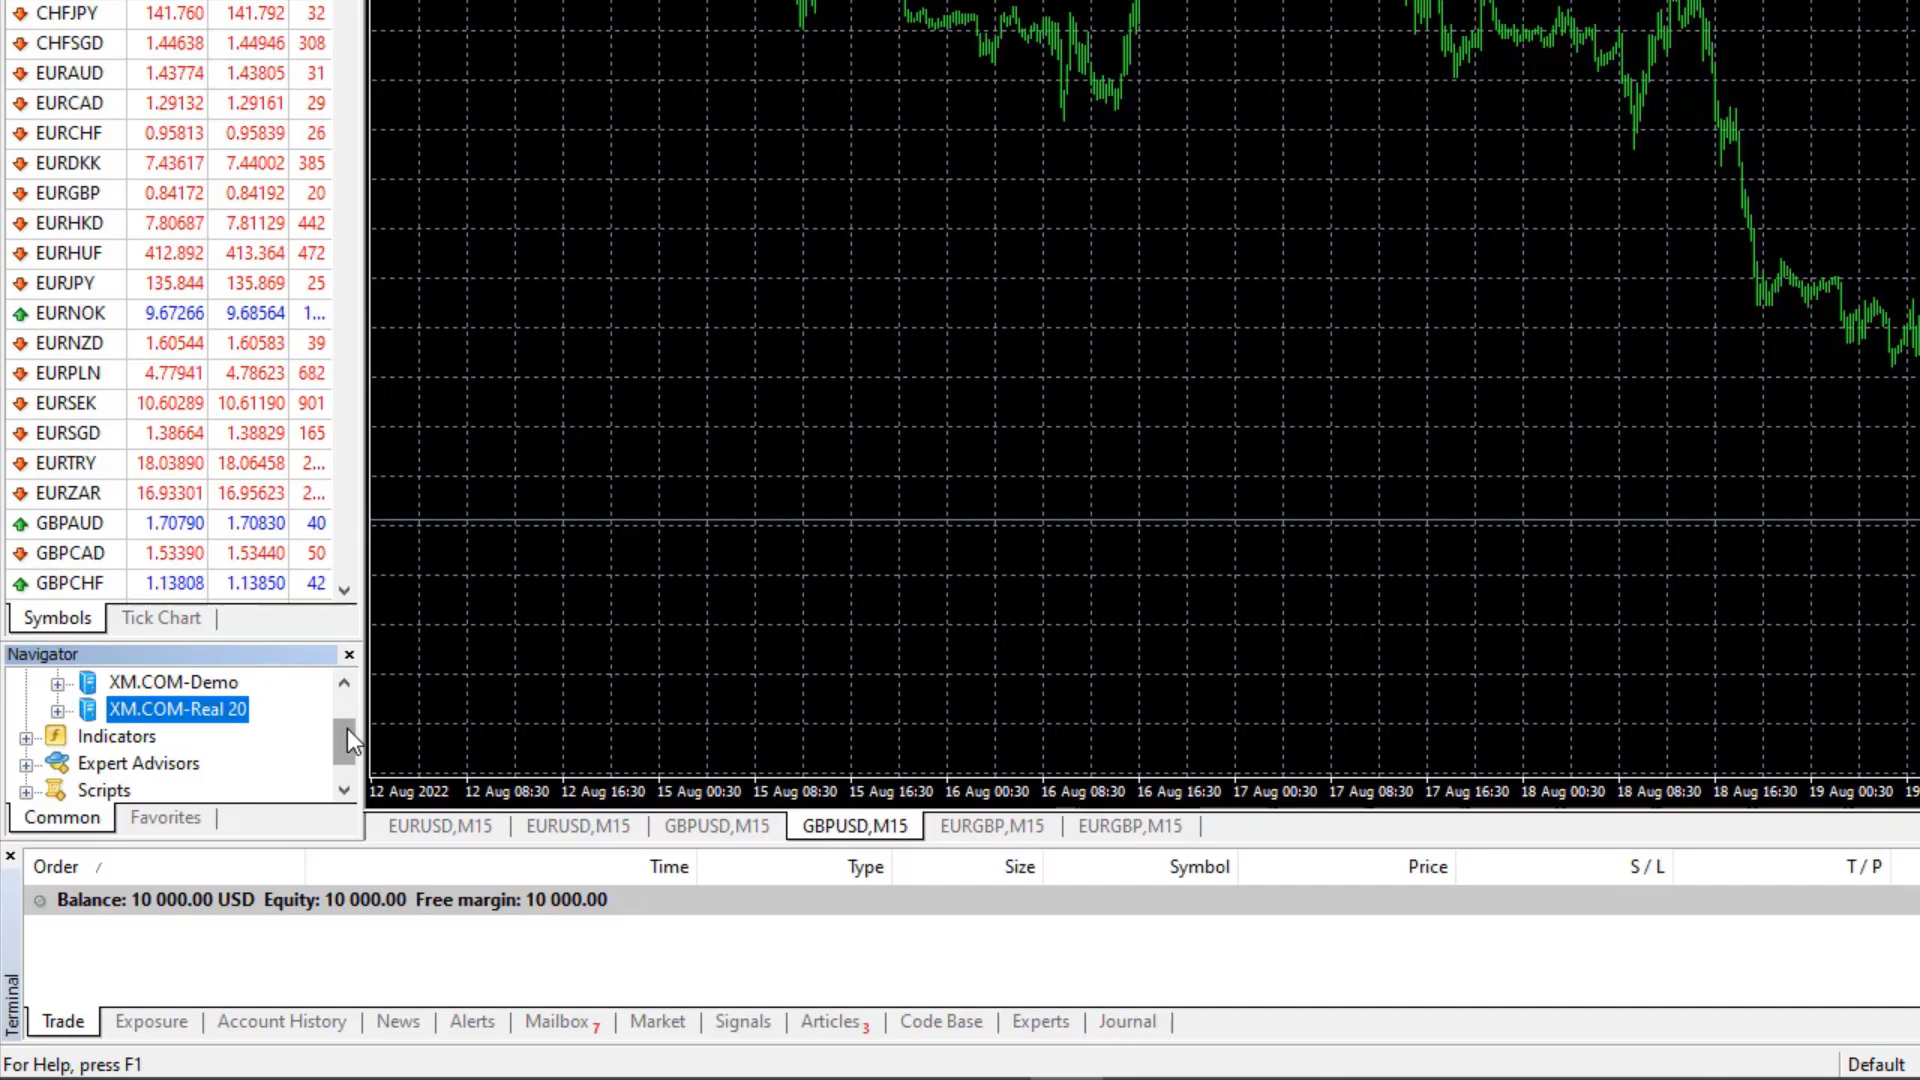 CHFJPY 141.760 141.792 32
CHFSGD 1.44638 1.44946 308
EURAUD 1.43774 1.43805 31
EURCAD 1.29132 1.29161 29
EURCHF 0.95813 0.95839 26
EURDKK 7.43617 7.44002 385
EURGBP 0.84172 0.84192 20
EURHKD 7.80687 7.81129 442
EURHUF 412.892 413.364 472
EURJPY 135.844 135.869 25
EURNOK 9.67266 9.68564 1...
EURNZD 1.60544 1.60583 39
EURPLN 4.77941 4.78623 682
EURSEK 10.60289 10.61190 901
EURSGD 1.38664 1.38829 165
EURTRY 18.03890 18.06458 2...
EURZAR 16.93301 16.95623 2...
GBPAUD 1.70790 1.70830 40
GBPCAD 1.53390 1.53440 50
GBPCHF 1.13808 1.13850 42
Symbols Tick Chart
Navigator
XM.COM-Demo
XM.COM-Real 20
Indicators
Expert Advisors
Scripts
Common Favorites
12 Aug 2022 12 Aug 08:30 12 Aug 16:30 15 Aug 00:30 15 Aug 08:30 15 Aug 16:30 16 Aug 00:30 16 Aug 08:30 16 Aug 16:30 17 Aug 00:30 17 Aug 08:30 17 Aug 16:30 18 Aug 00:30 18 Aug 08:30 18 Aug 16:30 19 Aug 00:30 19
EURUSD,M15 EURUSD,M15 GBPUSD,M15 GBPUSD,M15 EURGBP,M15 EURGBP,M15
Order / Time Type Size Symbol Price S / L T / P
Balance: 10 000.00 USD Equity: 10 000.00 Free margin: 10 000.00
Terminal
Trade Exposure Account History News Alerts Mailbox 7 Market Signals Articles 3 Code Base Experts Journal
For Help, press F1 Default